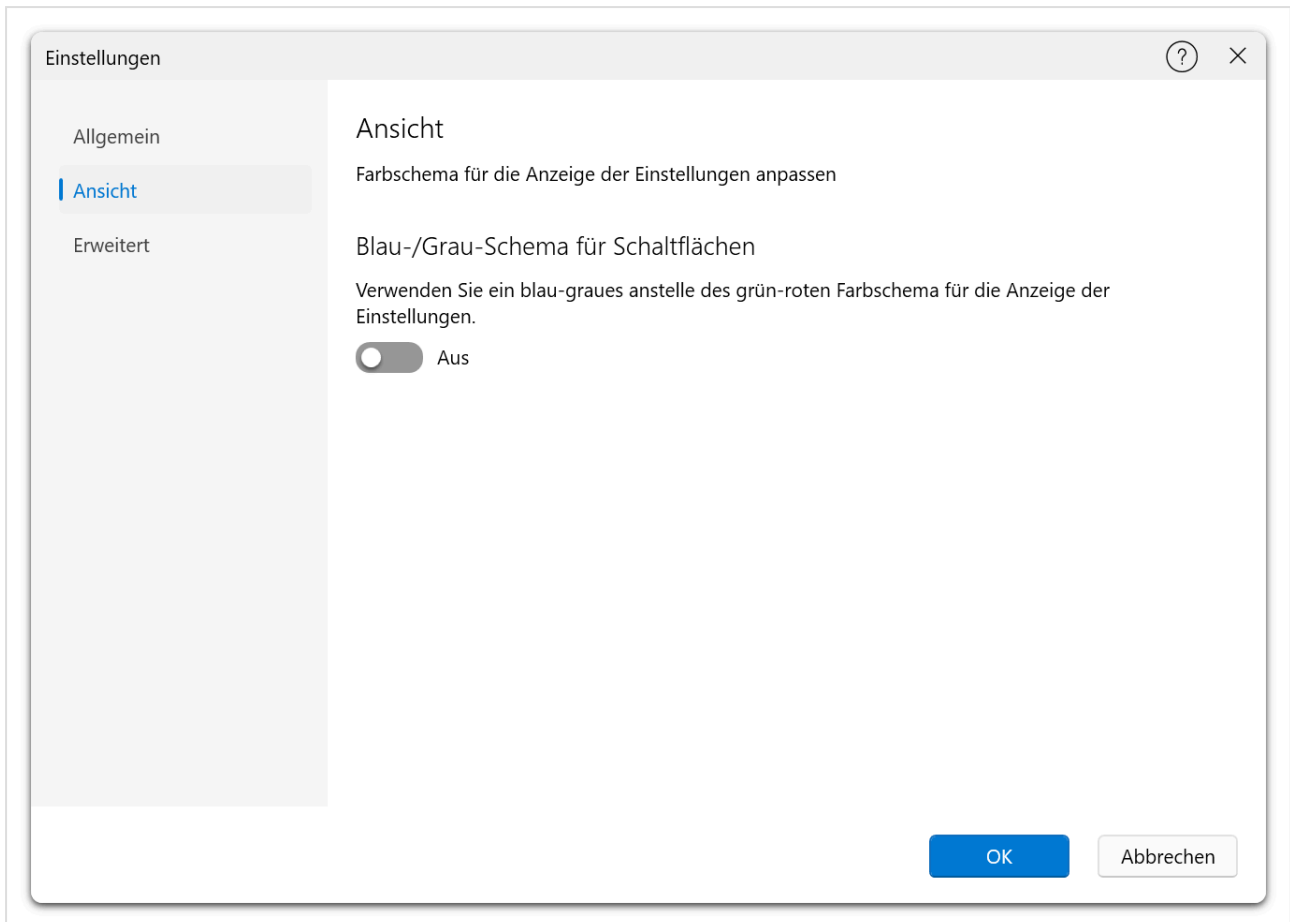 Einstellungen
?
Allgemein
Ansicht
Erweitert
Ansicht
Farbschema für die Anzeige der Einstellungen anpassen
Blau-/Grau-Schema für Schaltflächen
Verwenden Sie ein blau-graues anstelle des grün-roten Farbschema für die Anzeige der
Einstellungen.
Aus
OK
Abbrechen